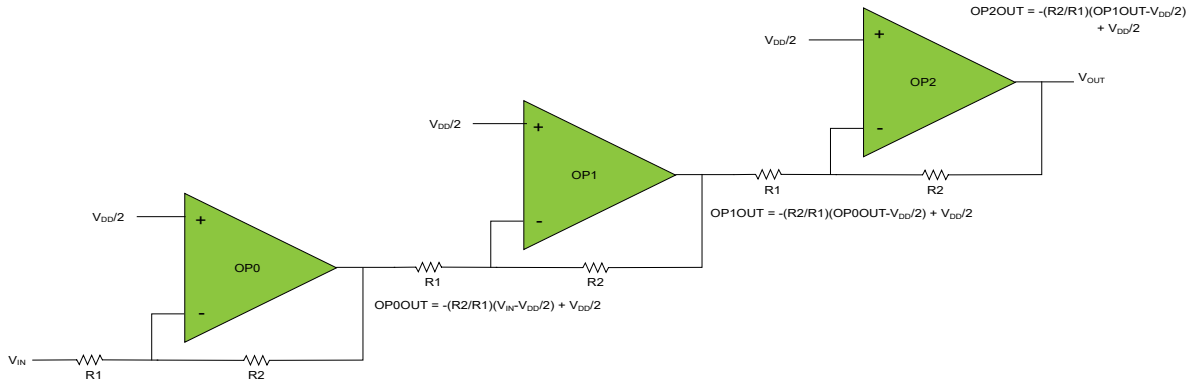 OP2OUT = -(R2/R1)(OP1OUT-VDD/2)
+ VDD/2
VDD/2
+
OP2
VOUT
-
R1
R2
VDD/2
+
OP1
-
OP1OUT = -(R2/R1)(OP0OUT-VDD/2) + VDD/2
R1
R2
VDD/2
+
OP0
-
OP0OUT = -(R2/R1)(VIN-VDD/2) + VDD/2
VIN
R1
R2